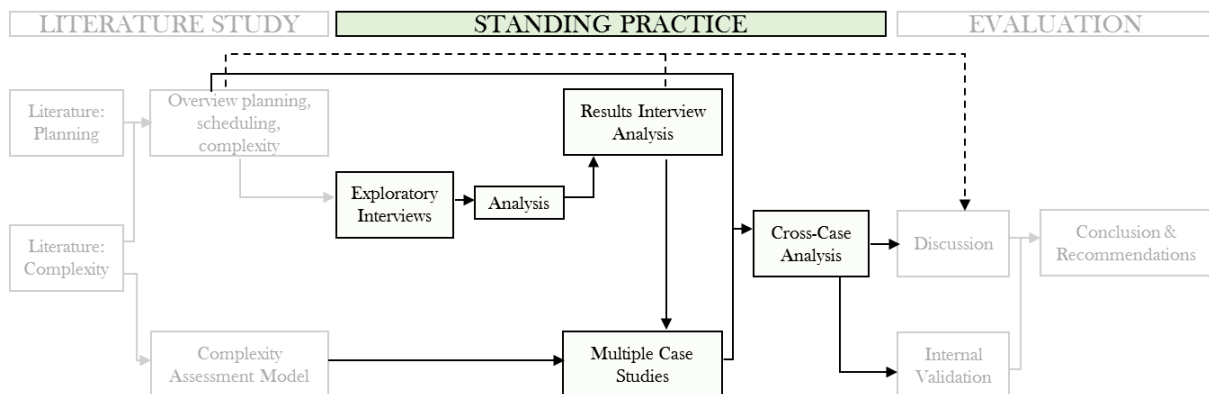 LITERATURE STUDY
STANDING PRACTICE
EVALUATION
Literature:
Planning
Overview planning,
scheduling,
complexity
Results Interview
Analysis
Exploratory
Interviews
Analysis
Literature:
Complexity
Cross-Case
Analysis
Discussion
Conclusion &
Recommendations
Complexity
Assessment Model
Multiple Case
Studies
Internal
Validation